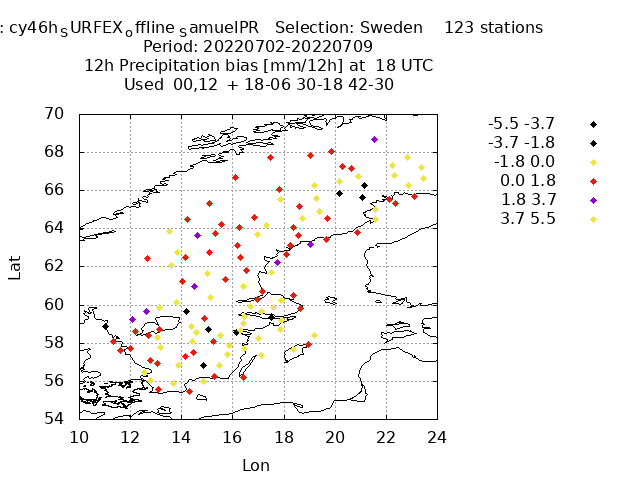 : cy46h_SURFEX_offline_SamuelPR   Selection: Sweden    123 stations
Period: 20220702-20220709
12h Precipitation bias [mm/12h] at  18 UTC
Used  00,12  + 18-06 30-18 42-30
70
68
66
64
62
60
58
56
54
10 12 14 16 18 20 22 24
Lat
Lon
-5.5 -3.7
-3.7 -1.8
-1.8 0.0
0.0 1.8
1.8 3.7
3.7 5.5